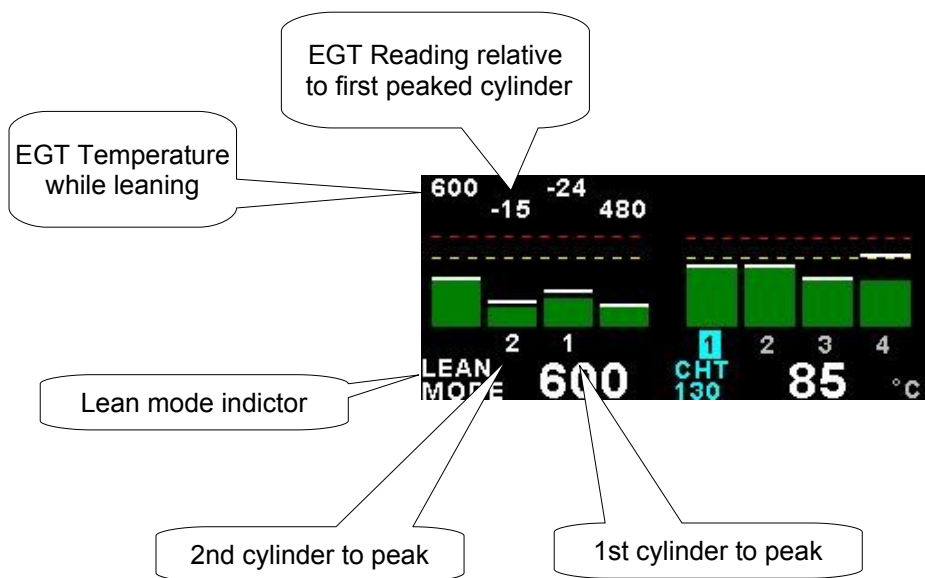 EGT Reading relative
to first peaked cylinder
EGT Temperature
while leaning
600 -24
-15 480
2 1
1 2 3 4
LEAN
MODE
600
CHT
130
85
°C
Lean mode indictor
2nd cylinder to peak
1st cylinder to peak